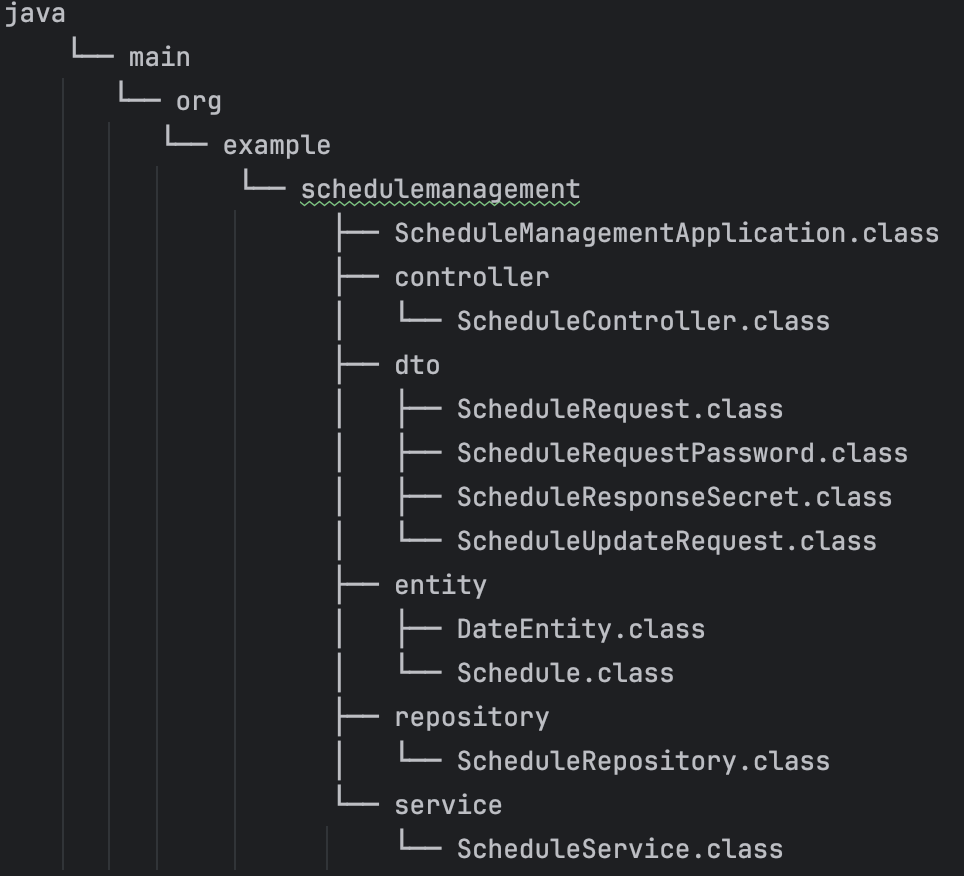 java
└── main
└── org
└── example
└── schedulemanagement
├── ScheduleManagementApplication.class
├── controller
│   └── ScheduleController.class
├── dto
│   ├── ScheduleRequest.class
│   ├── ScheduleRequestPassword.class
│   ├── ScheduleResponseSecret.class
│   └── ScheduleUpdateRequest.class
├── entity
│   ├── DateEntity.class
│   └── Schedule.class
├── repository
│   └── ScheduleRepository.class
└── service
└── ScheduleService.class